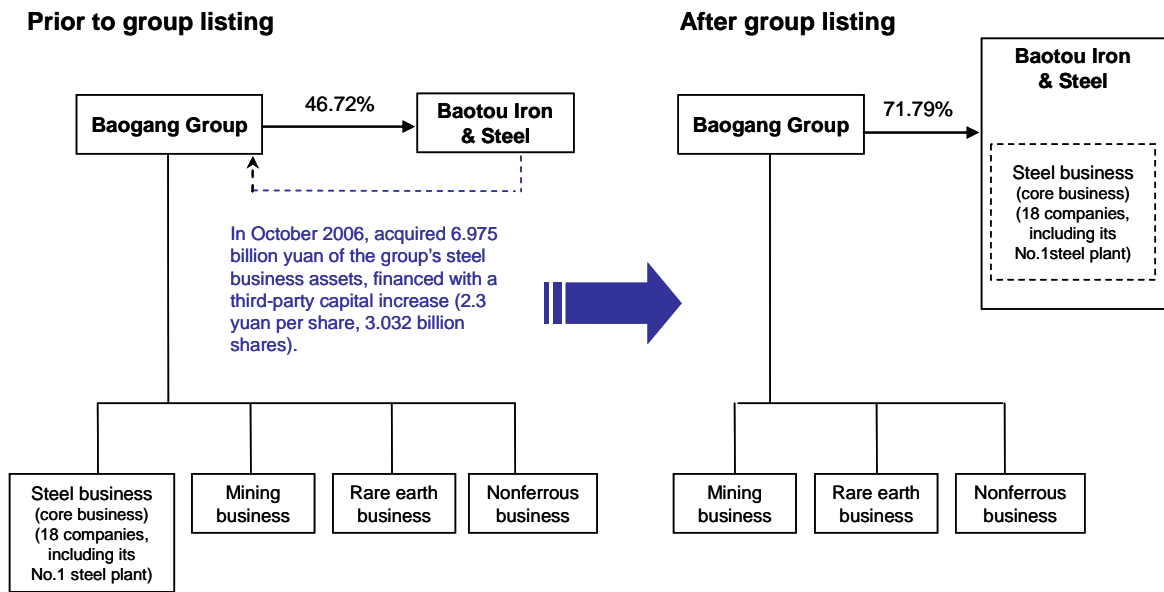 Prior to group listing
46.72%
Baogang Group
Baotou Iron
& Steel
In October 2006, acquired 6.975
billion yuan of the group's steel
business assets, financed with a
third-party capital increase (2.3
yuan per share, 3.032 billion
shares).
Steel business
(core business)
(18 companies,
including its
No.1 steel plant)
Mining
business
Rare earth
business
Nonferrous
business
After group listing
Baogang Group
71.79%
Baotou Iron
& Steel
Steel business
(core business)
(18 companies,
including its
No.1steel plant)
Mining
business
Rare earth
business
Nonferrous
business